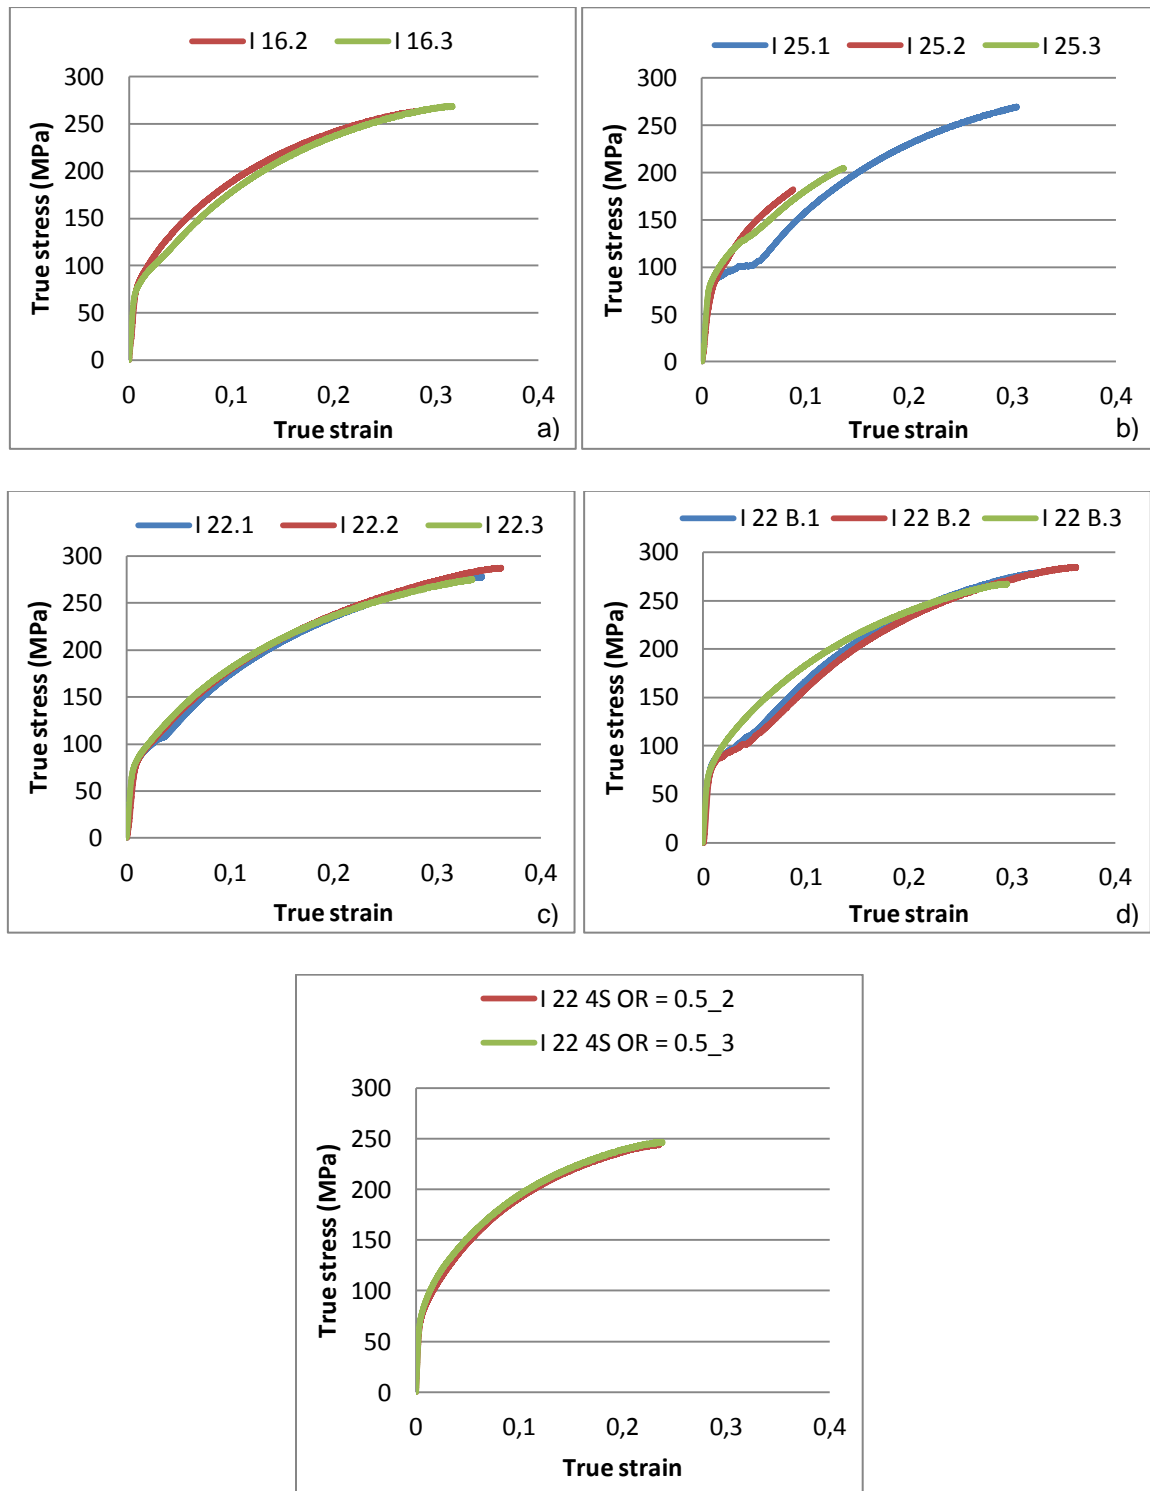 I 16.2 I 16.3
300
250
200
150
100
50
0
True stress (MPa)
0 0,1 0,2 0,3 0,4
True strain
a)
I 25.1 I 25.2 I 25.3
300
250
200
150
100
50
0
True stress (MPa)
0 0,1 0,2 0,3 0,4
True strain
b)
I 22.1 I 22.2 I 22.3
300
250
200
150
100
50
0
True stress (MPa)
0 0,1 0,2 0,3 0,4
True strain
c)
I 22 B.1 I 22 B.2 I 22 B.3
300
250
200
150
100
50
0
True stress (MPa)
0 0,1 0,2 0,3 0,4
True strain
d)
I 22 4S OR = 0.5_2
I 22 4S OR = 0.5_3
300
250
200
150
100
50
0
True stress (MPa)
0 0,1 0,2 0,3 0,4
True strain